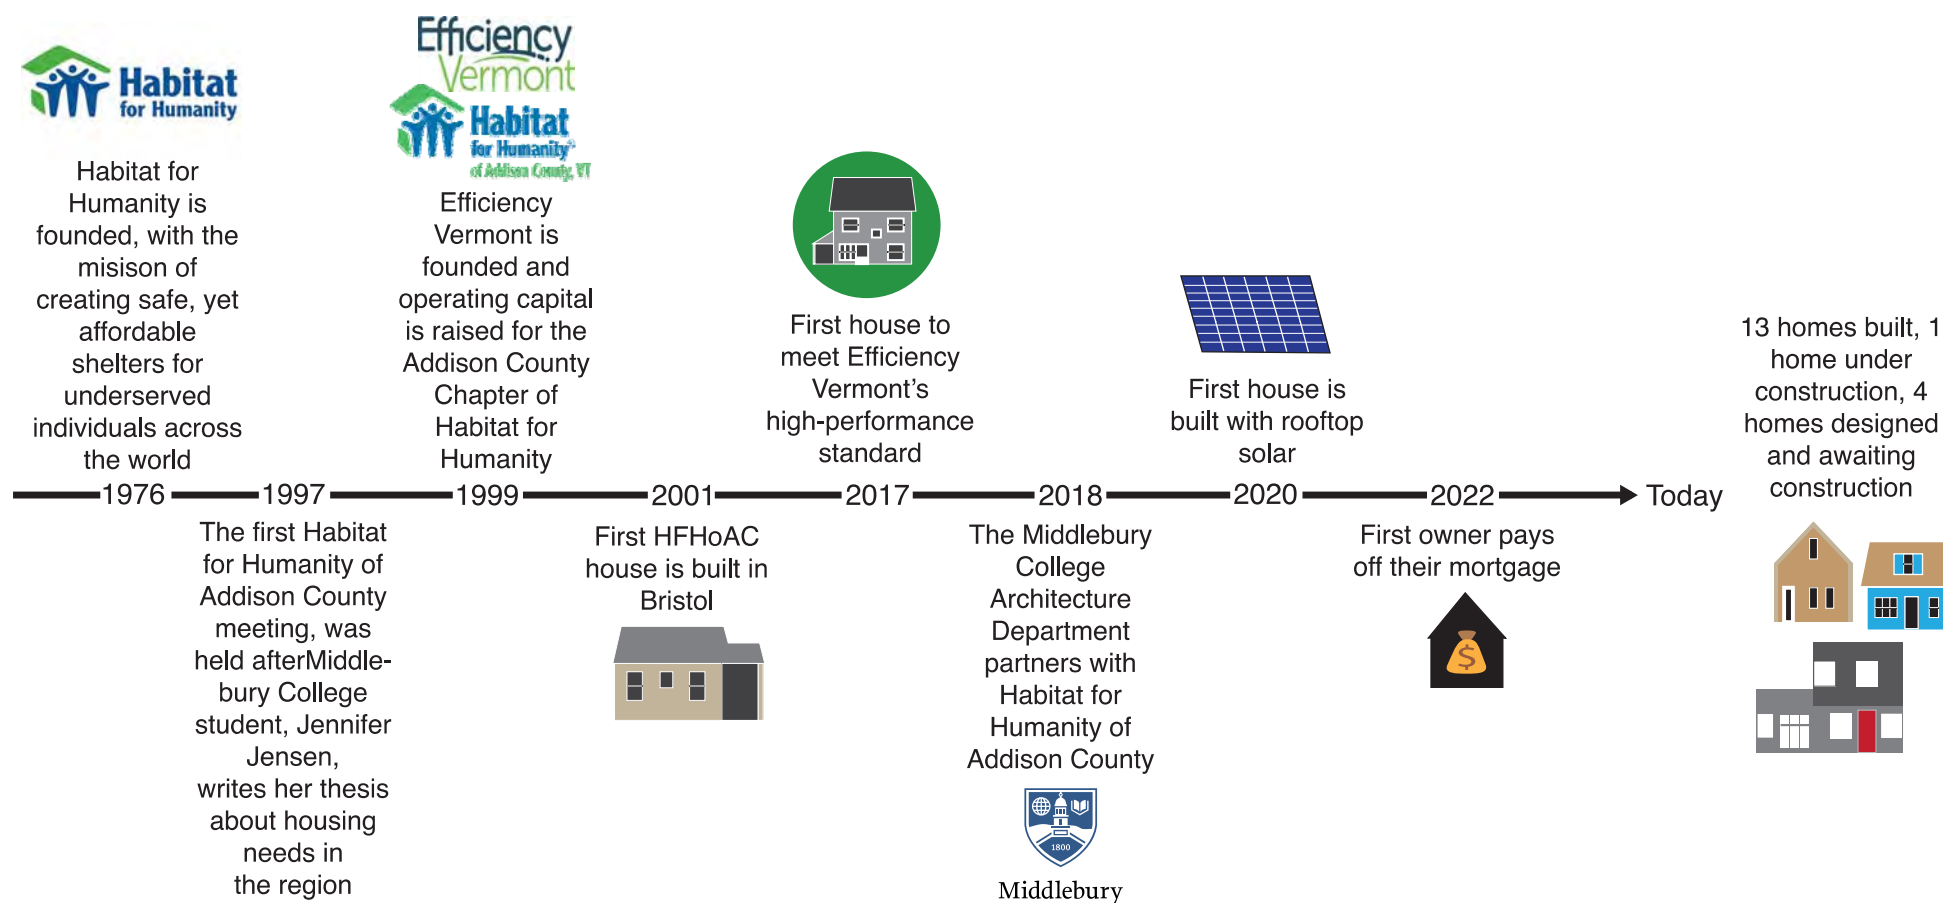 Habitat
for Humanity
Habitat for
Humanity is
founded, with the
misison of
creating safe, yet
affordable
shelters for
underserved
individuals across
the world
1976
1997
The first Habitat
for Humanity of
Addison County
meeting, was
held afterMiddle-
bury College
student, Jennifer
Jensen,
writes her thesis
about housing
needs in
the region
Efficiency
Vermont
Habitat
for Humanity®
of Addison County, VT
Efficiency
Vermont is
founded and
operating capital
is raised for the
Addison County
Chapter of
Habitat for
Humanity
1999
2001
First HFHoAC
house is built in
Bristol
First house to
meet Efficiency
Vermont's
high-performance
standard
2017
2018
The Middlebury
College
Architecture
Department
partners with
Habitat for
Humanity of
Addison County
1800
Middlebury
First house is
built with rooftop
solar
2020
2022
First owner pays
off their mortgage
$
Today
13 homes built, 1
home under
construction, 4
homes designed
and awaiting
construction